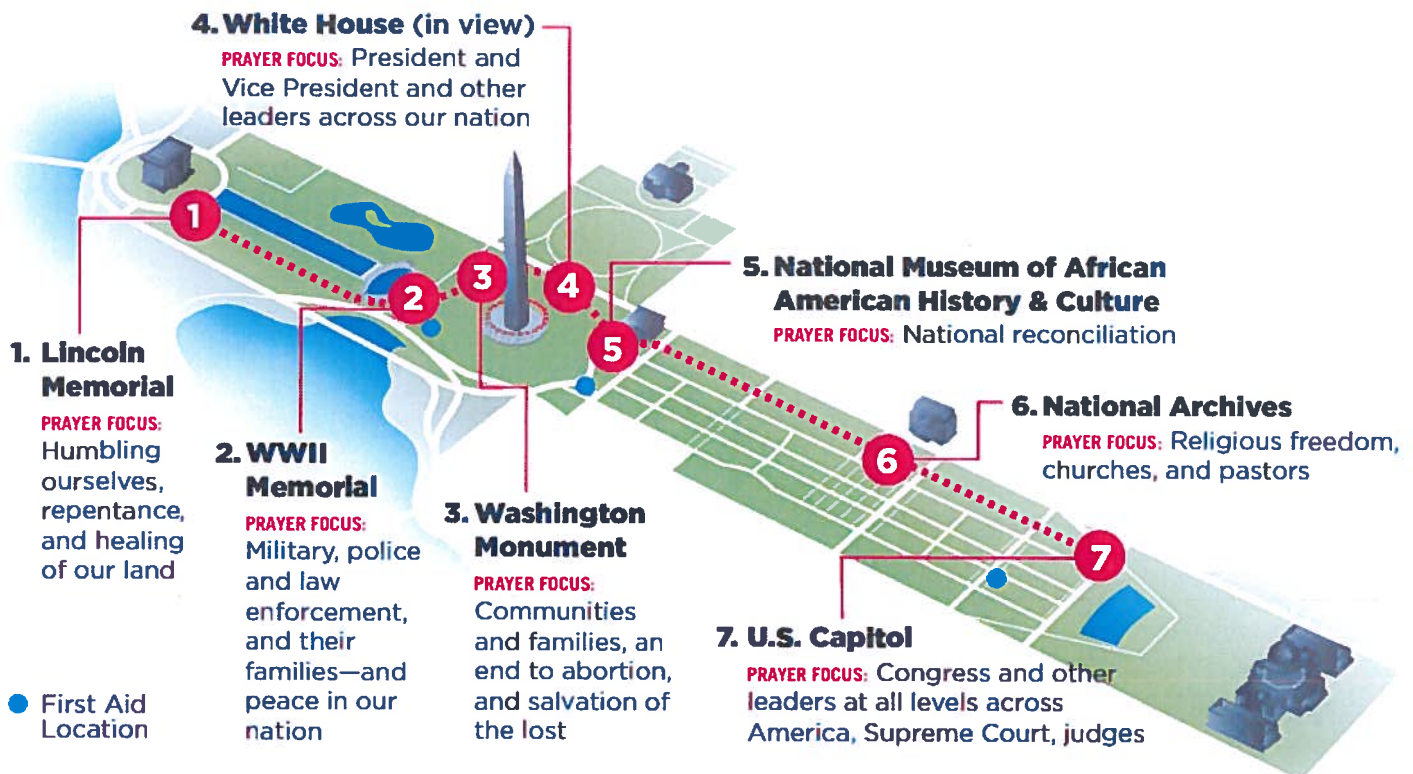 4. White House (in view)
PRAYER FOCUS: President and
Vice President and other
leaders across our nation
1
2
3
4
5
6
7
5. National Museum of African
American History & Culture
PRAYER FOCUS: National reconciliation
1. Lincoln
Memorial
PRAYER FOCUS:
Humbling
ourselves,
repentance,
and healing
of our land
2. WWII
Memorial
PRAYER FOCUS:
Military, police
and law
enforcement,
and their
families—and
peace in our
nation
3. Washington
Monument
PRAYER FOCUS:
Communities
and families, an
end to abortion,
and salvation of
the lost
6. National Archives
PRAYER FOCUS: Religious freedom,
churches, and pastors
7. U.S. Capitol
PRAYER FOCUS: Congress and other
leaders at all levels across
America, Supreme Court, judges
First Aid
Location